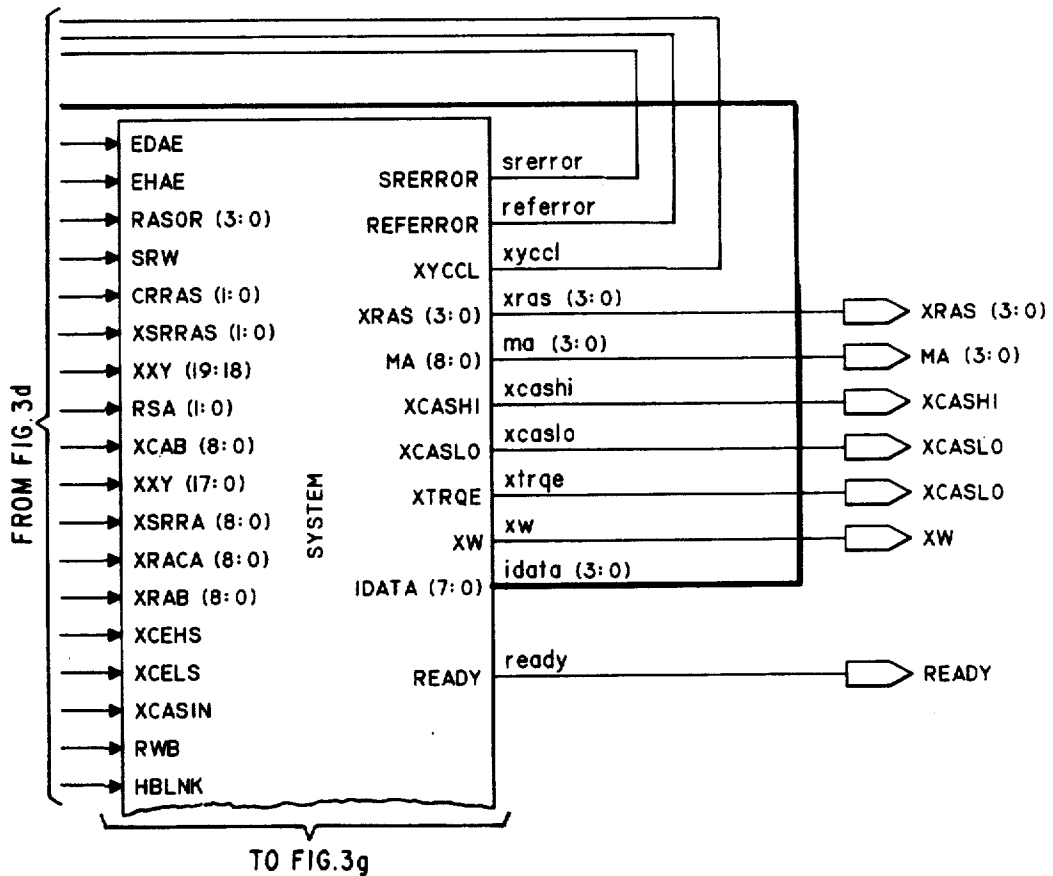 FROM FIG.3d
EDAE
EHAE
RASOR (3:0)
SRW
CRRAS (1:0)
XSRRAS (1:0)
XXY (19:18)
RSA (1:0)
XCAB (8:0)
XXY (17:0)
XSRRA (8:0)
XRACA (8:0)
XRAB (8:0)
XCEHS
XCELS
XCASIN
RWB
HBLNK
SYSTEM
SRERROR
REFERROR
XYCCL
XRAS (3:0)
MA (8:0)
XCASHI
XCASLO
XTRQE
XW
IDATA (7:0)
READY
srerror
referror
xyccl
xras (3:0)
ma (3:0)
xcashi
xcaslo
xtrqe
xw
idata (3:0)
ready
XRAS (3:0)
MA (3:0)
XCASHI
XCASLO
XCASLO
XW
READY
TO FIG.3g